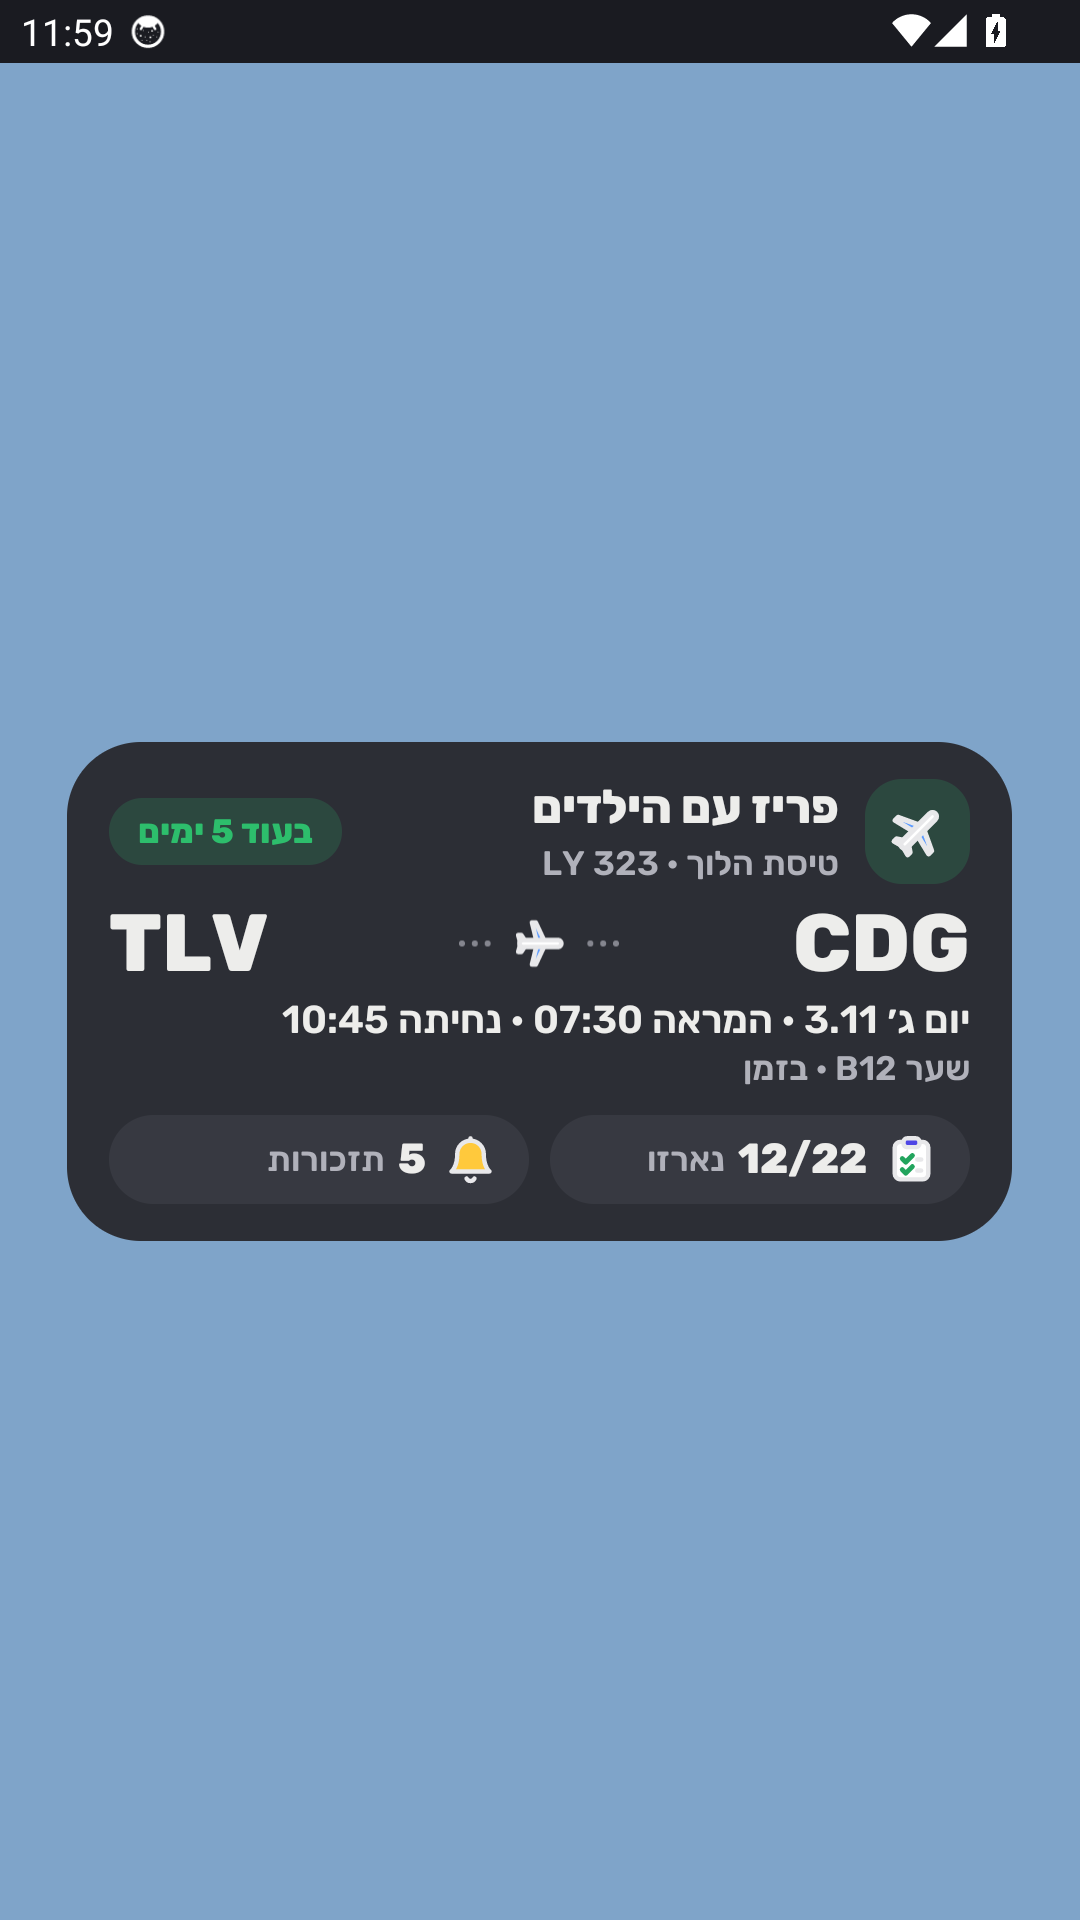 11:59
פריז עם הילדים
בעוד 5 ימים
טיסת הלוך • LY 323
TLV ••• ••• CDG
יום ג׳ 3.11 • המראה 07:30 • נחיתה 10:45
שער B12 • בזמן
12/22 נארזו
5 תזכורות